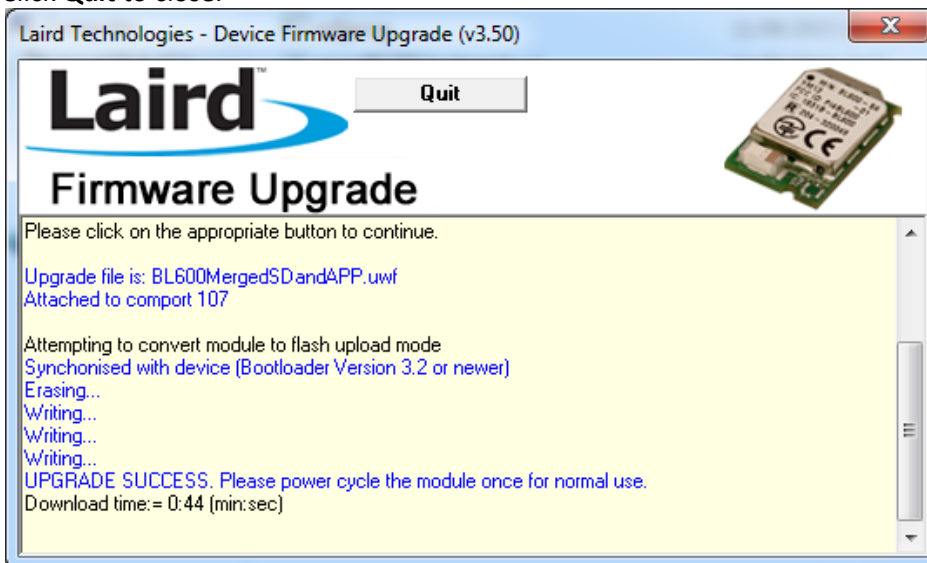 Click Quit to close.
Laird Technologies - Device Firmware Upgrade (v3.50)
Laird™
Quit
Firmware Upgrade
Please click on the appropriate button to continue.
Upgrade file is: BL600MergedSDandAPP.uwf
Attached to comport 107
Attempting to convert module to flash upload mode
Synchonised with device (Bootloader Version 3.2 or newer)
Erasing...
Writing...
Writing...
Writing...
UPGRADE SUCCESS. Please power cycle the module once for normal use.
Download time:= 0:44 (min:sec)